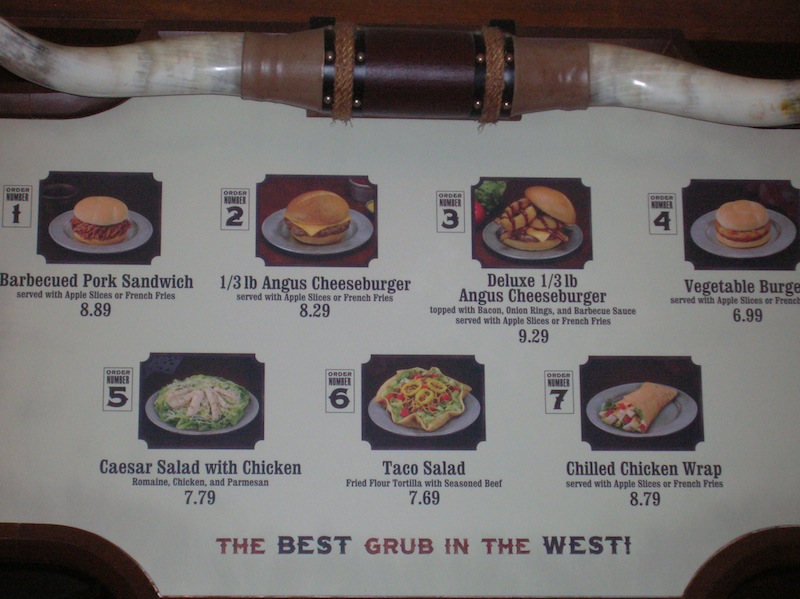 ORDER
NUMBER
1
Barbecued Pork Sandwich
served with Apple Slices or French Fries
8.89
ORDER
NUMBER
2
1/3 lb Angus Cheeseburger
served with Apple Slices or French Fries
8.29
ORDER
NUMBER
3
Deluxe 1/3 lb
Angus Cheeseburger
topped with Bacon, Onion Rings, and Barbecue Sauce
served with Apple Slices or French Fries
9.29
ORDER
NUMBER
4
Vegetable Burge
served with Apple Slices or French
6.99
ORDER
NUMBER
5
Caesar Salad with Chicken
Romaine, Chicken, and Parmesan
7.79
ORDER
NUMBER
6
Taco Salad
Fried Flour Tortilla with Seasoned Beef
7.69
ORDER
NUMBER
7
Chilled Chicken Wrap
served with Apple Slices or French Fries
8.79
THE BEST GRUB IN THE WEST!